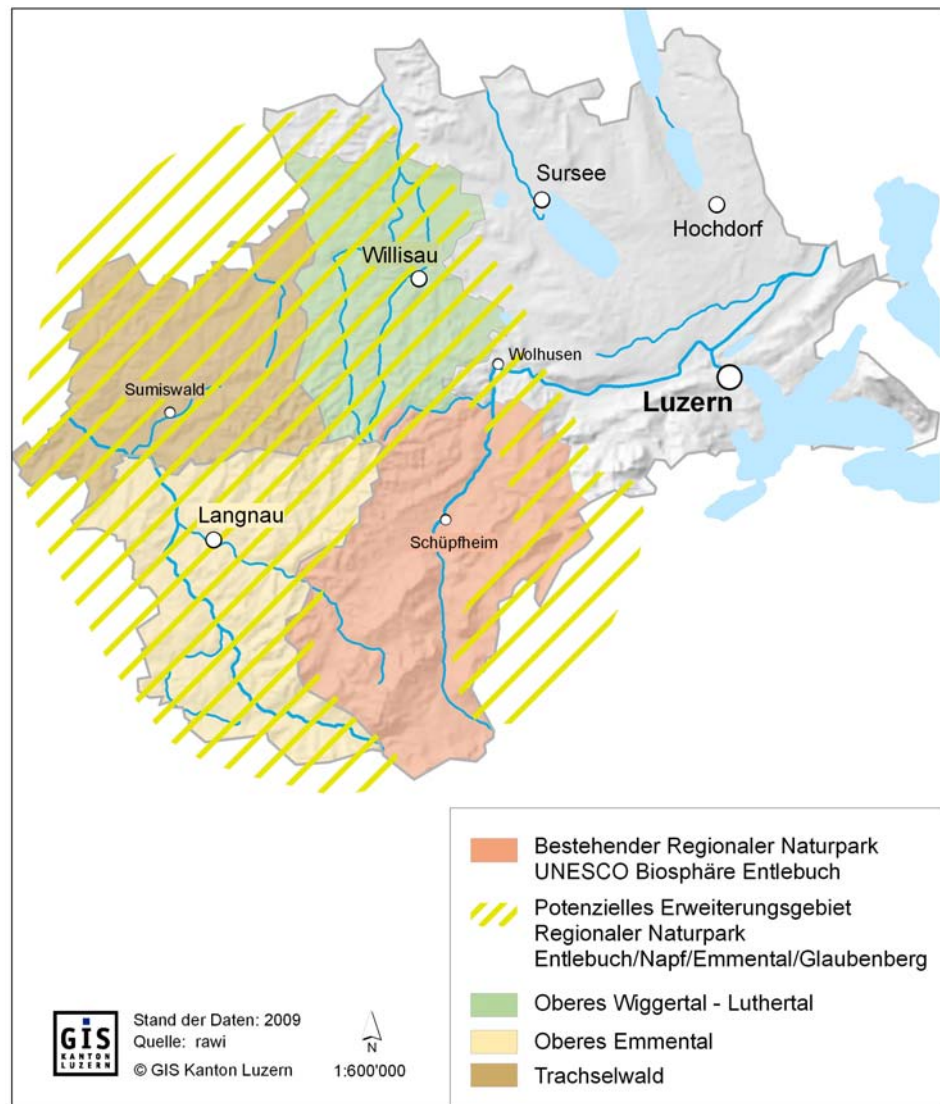 Sursee
Hochdorf
Willisau
Wolhusen
Luzern
Sumiswald
Langnau
Schüpfheim
Bestehender Regionaler Naturpark
UNESCO Biosphäre Entlebuch
Potenzielles Erweiterungsgebiet
Regionaler Naturpark
Entlebuch/Napf/Emmental/Glaubenberg
Oberes Wiggertal - Luthertal
Oberes Emmental
Trachselwald
GIS
KANTON
LUZERN
Stand der Daten: 2009
Quelle: rawi
© GIS Kanton Luzern
N
1:600'000